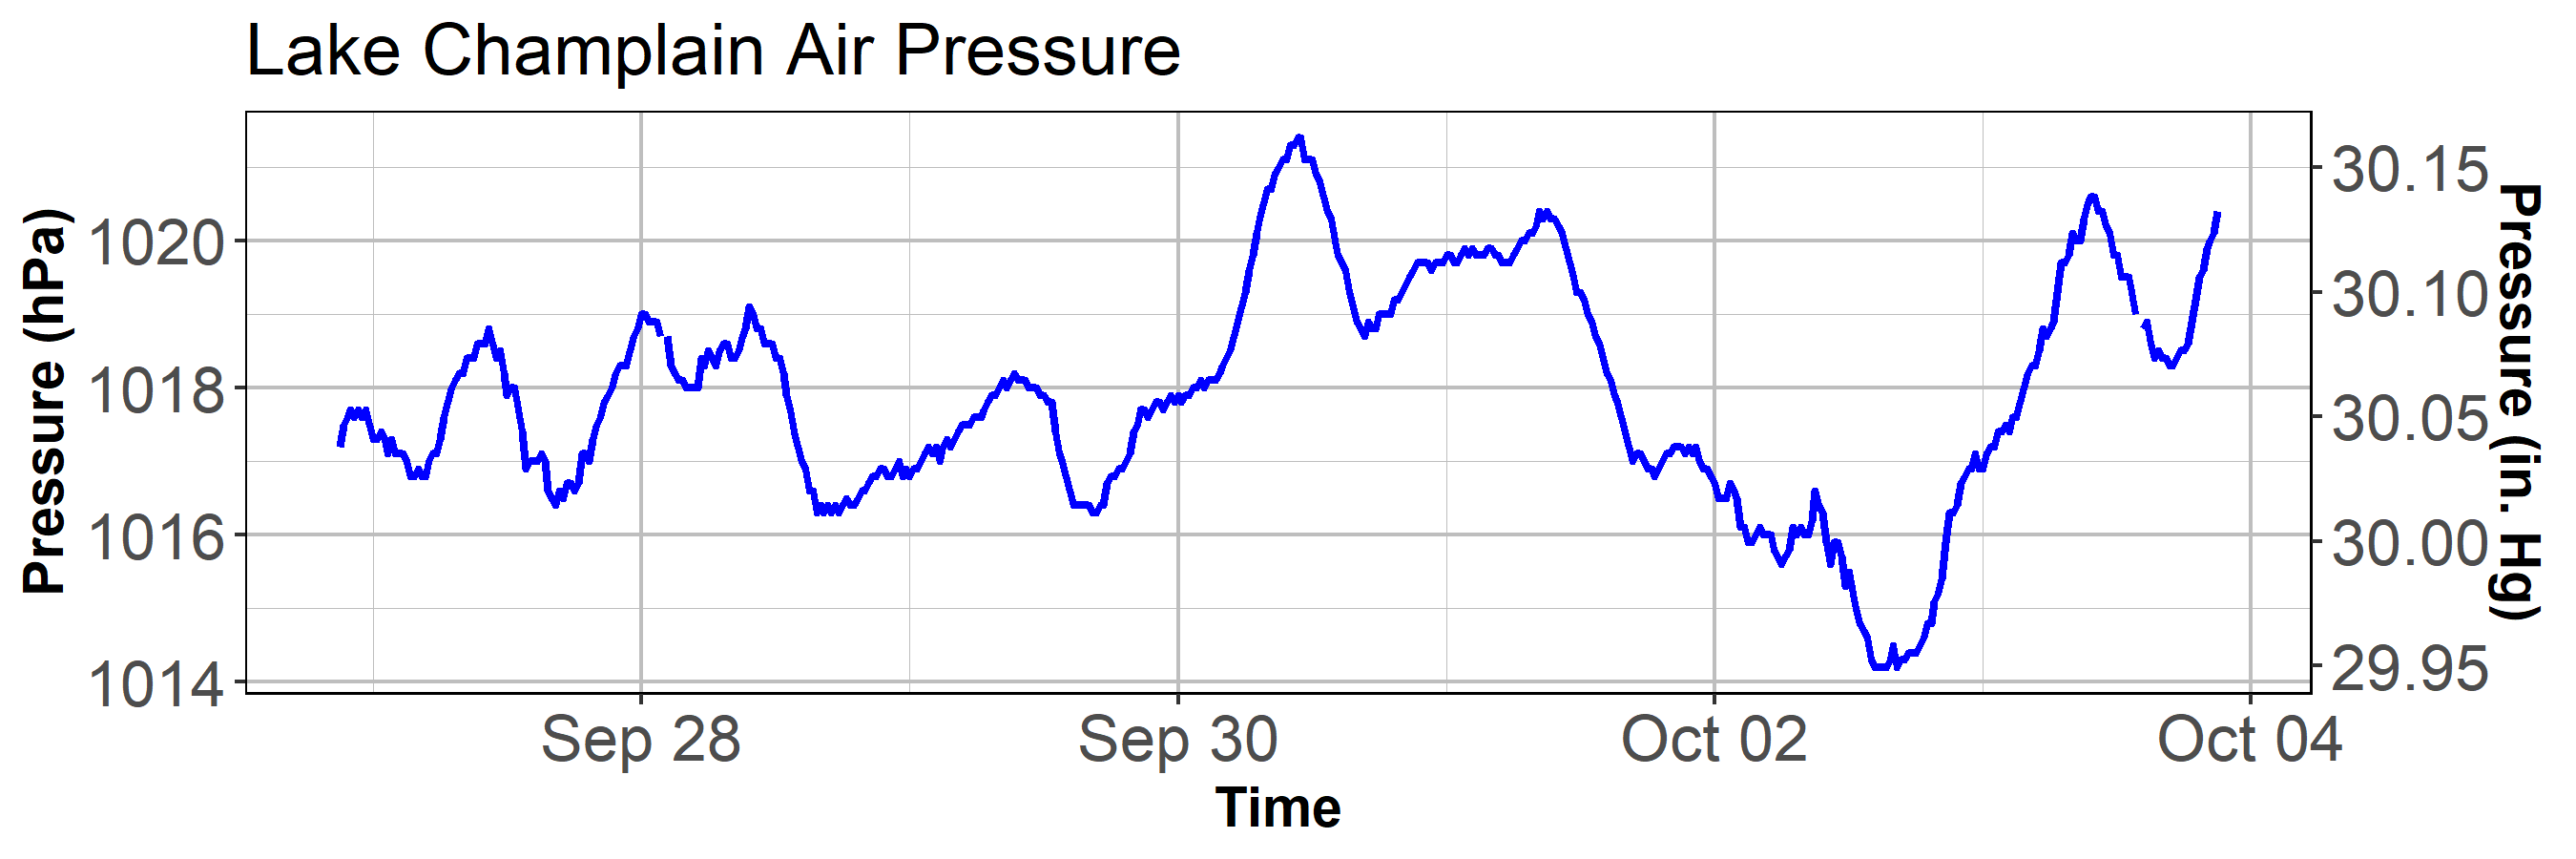 Lake Champlain Air Pressure
Pressure (hPa)
1020
1018
1016
1014
30.15
30.10
30.05
30.00
29.95
Pressure (in. Hg)
Sep 28
Sep 30
Oct 02
Oct 04
Time